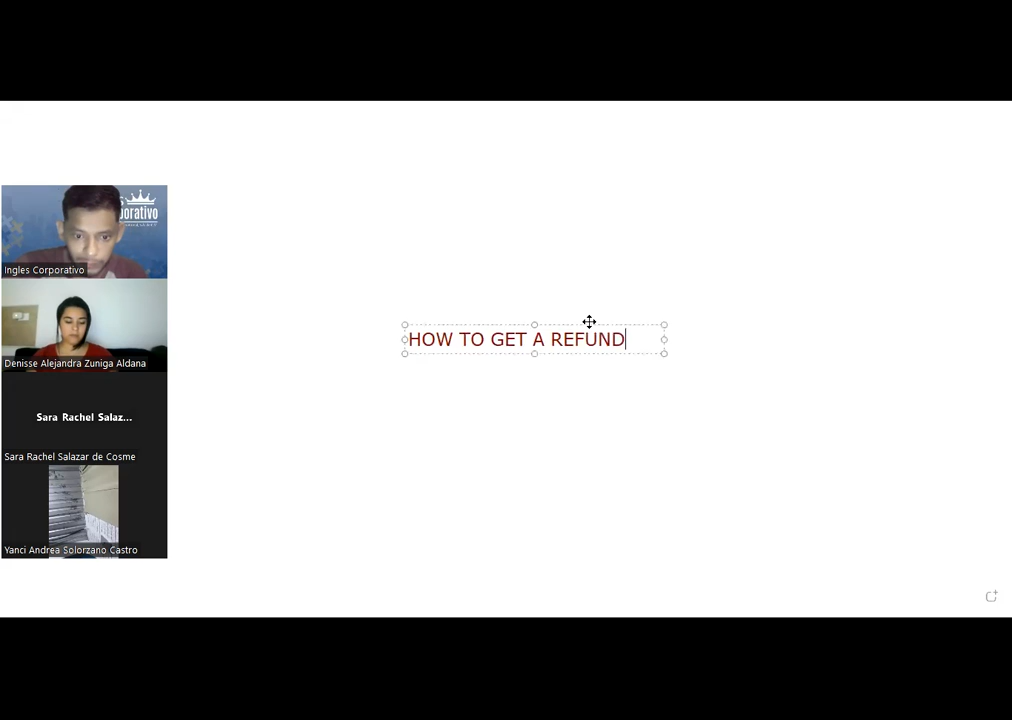 orativo
Ingles Corporativo
Denisse Alejandra Zuniga Aldana
Sara Rachel Salaz...
Sara Rachel Salazar de Cosme
Yanci Andrea Solorzano Castro
HOW TO GET A REFUND